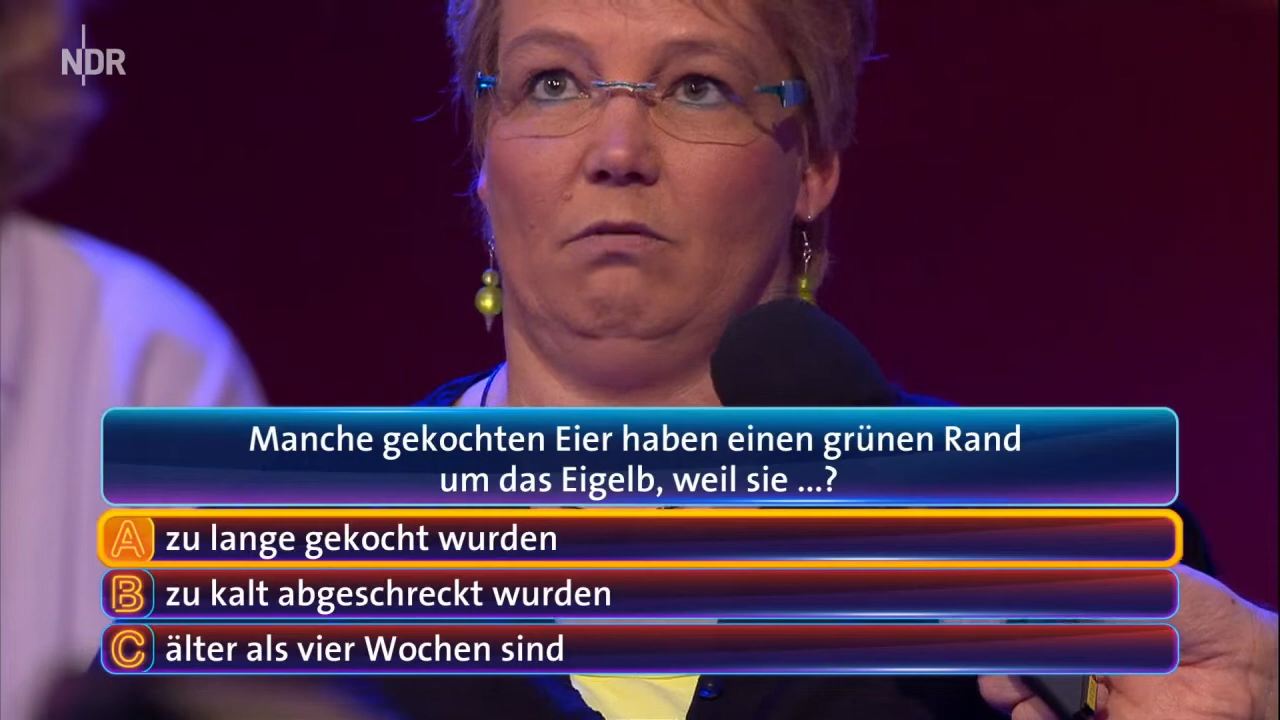 NDR
Manche gekochten Eier haben einen grünen Rand
um das Eigelb, weil sie ...?
A zu lange gekocht wurden
B zu kalt abgeschreckt wurden
C älter als vier Wochen sind